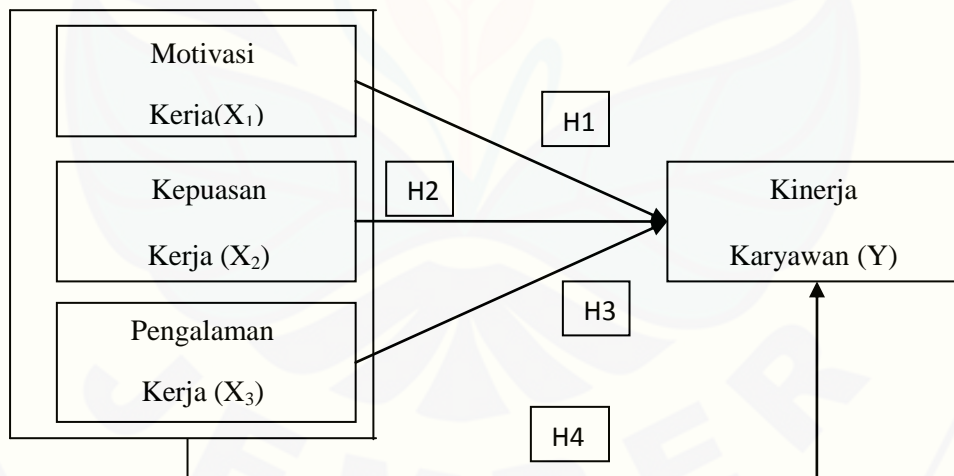 Motivasi
Kerja(X₁)
H1
Kepuasan
Kerja (X₂)
H2
Kinerja
Karyawan (Y)
Pengalaman
Kerja (X₃)
H3
H4